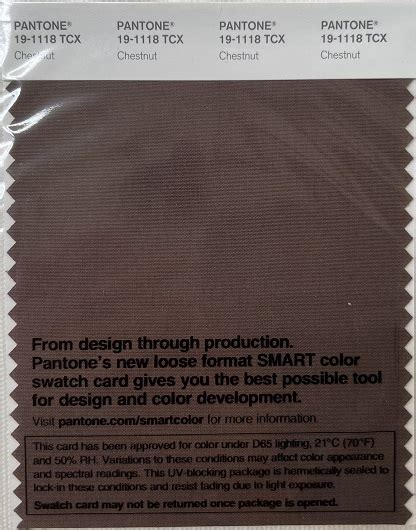 PANTONE® PANTONE® PANTONE® PANTONE®
19-1118 TCX 19-1118 TCX 19-1118 TCX 19-1118 TCX
Chestnut Chestnut Chestnut Chestnut
From design through production.
Pantone's new loose format SMART color
swatch card gives you the best possible tool
for design and color development.
Visit pantone.com/smartcolor for more information.
This card has been approved for color under D65 lighting, 21°C (70°F)
and 50% RH. Variations to these conditions may affect color appearance
and spectral readings. This UV-blocking package is hermetically sealed to
lock-in these conditions and resist fading due to light exposure.
Swatch card may not be returned once package is opened.